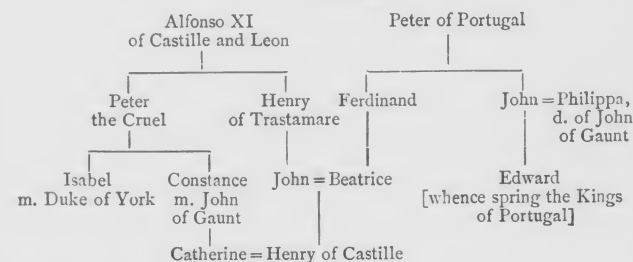 Alfonso XI
of Castille and Leon
Peter of Portugal
Peter
the Cruel
Henry
of Trastamare
Ferdinand
John = Philippa,
d. of John
of Gaunt
Isabel
m. Duke of York
Constance
m. John
of Gaunt
John = Beatrice
Edward
[whence spring the Kings
of Portugal]
Catherine = Henry of Castille